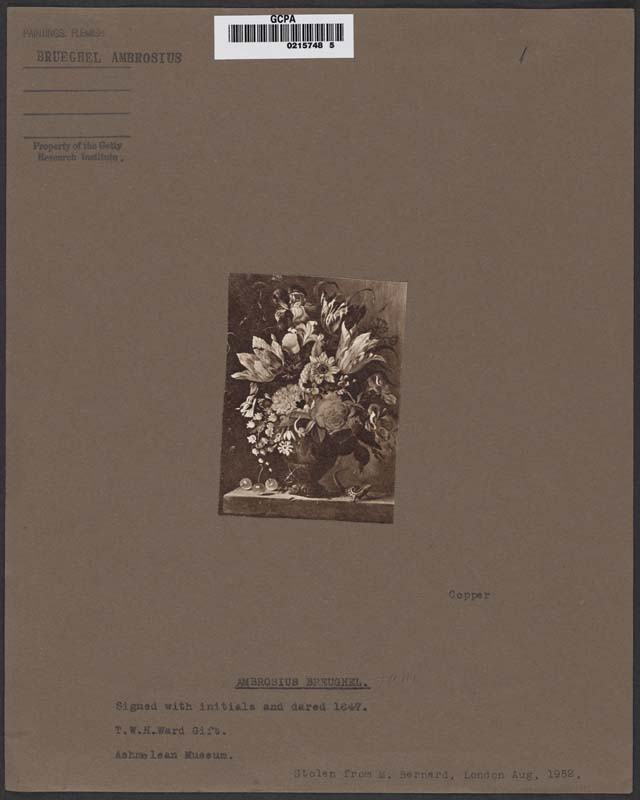 PAINTINGS, FLEMISH
BRUEGHEL AMBROSIUS
Property of the Getty
Research Institute.
GCPA
0215748 5
Copper
AMBROSIUS BREUGHEL.
Signed with initials and dared 1647.
T.W.H.Ward Gift.
Ashmolean Museum.
Stolen from M. Bernard, London Aug, 1952.